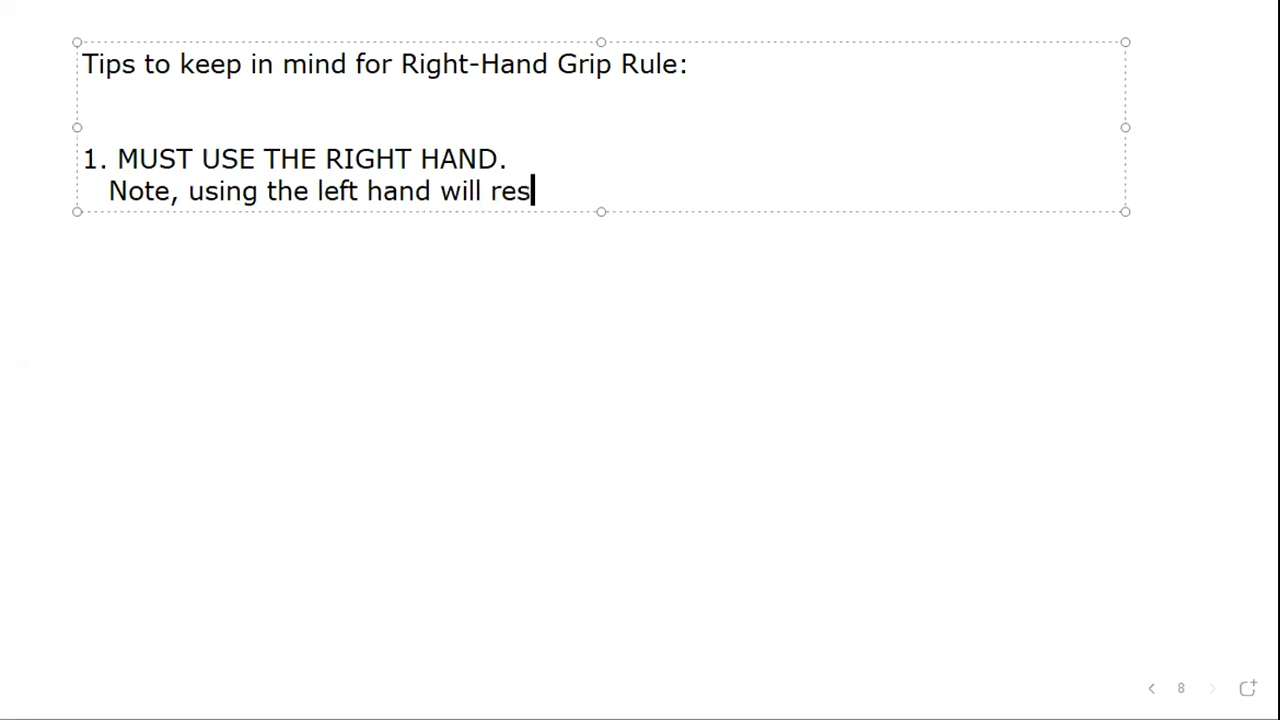 Tips to keep in mind for Right-Hand Grip Rule:
1. MUST USE THE RIGHT HAND.
Note, using the left hand will res
8